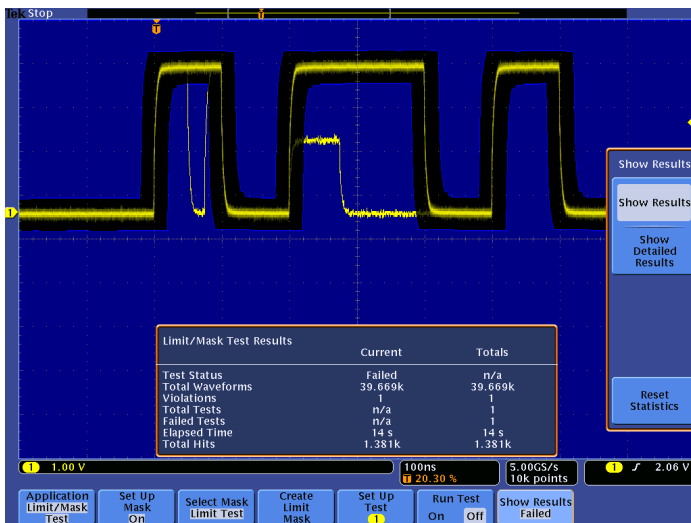 Tek Stop
T
T
1
Show Results
Show Results
Show
Detailed
Results
Limit/Mask Test Results
Current Totals
Test Status Failed n/a
Total Waveforms 39.669k 39.669k
Violations 1 1
Total Tests n/a 1
Failed Tests n/a 1
Elapsed Time 14 s 14 s
Total Hits 1.381k 1.381k
Reset
Statistics
1 1.00 V
100ns
T 20.30 %
5.00GS/s
10k points
1 2.06 V
Application
Limit/Mask
Test
Set Up
Mask
On
Select Mask
Limit Test
Create
Limit
Mask
Set Up
Test
1
Run Test
On Off
Show Results
Failed